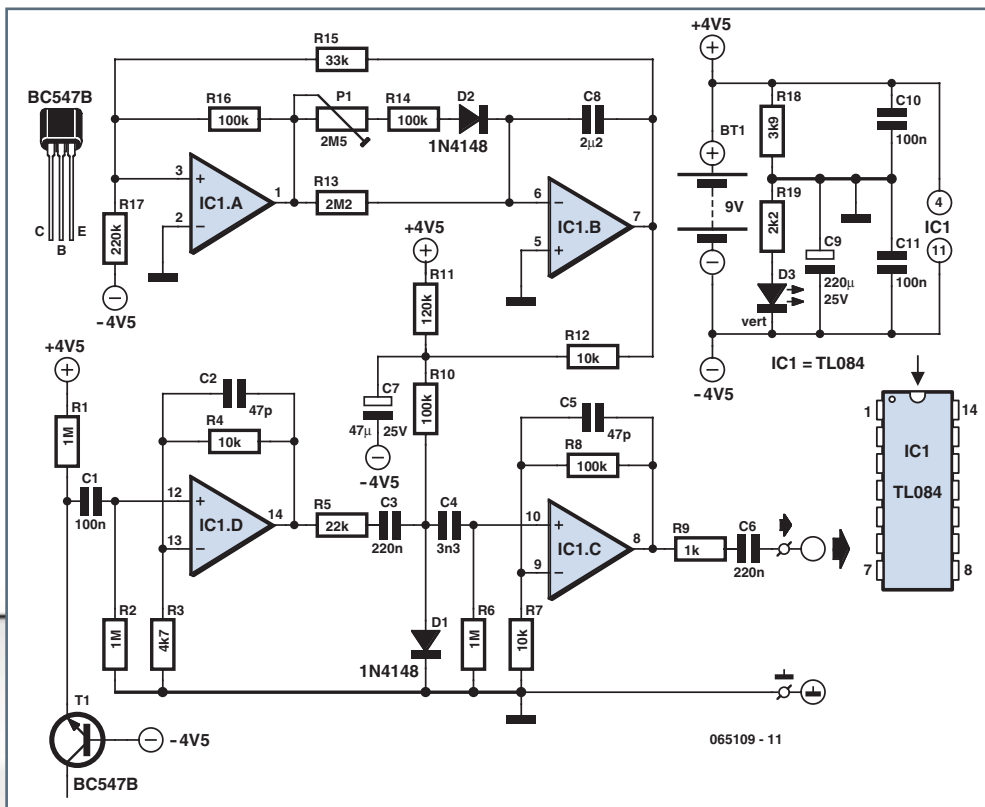 R15
33k
+4V5
BC547B
R16
100k
P1
2M5
R14
100k
D2
1N4148
C8
2µ2
R18
3k9
C10
100n
BT1
9V
R19
2k2
C9
220µ
25V
C11
100n
4
IC1
11
D3
vert
-4V5
IC1 = TL084
3
+
2
-
IC1.A
1
R13
2M2
6
-
5
+
IC1.B
7
R17
220k
-4V5
C
B
E
+4V5
R11
120k
R12
10k
R10
100k
C7
47µ
25V
-4V5
+4V5
R1
1M
C1
100n
C2
47p
R4
10k
12
+
13
-
IC1.D
14
R5
22k
C3
220n
C4
3n3
C5
47p
R8
100k
10
+
9
-
IC1.C
8
R9
1k
C6
220n
1
14
IC1
TL084
7
8
R2
1M
R3
4k7
D1
1N4148
R6
1M
R7
10k
T1
-4V5
BC547B
065109 - 11